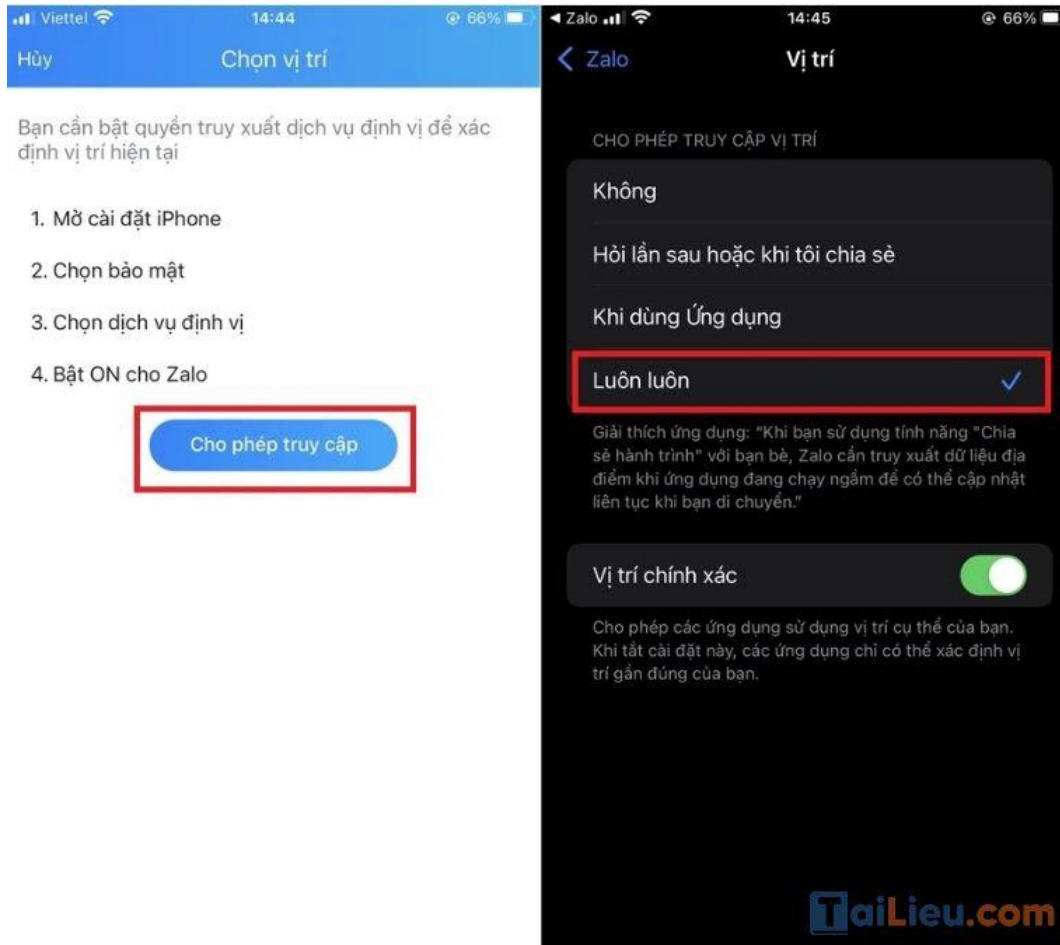 Viettel 14:44 66%
Hủy Chọn vị trí
Bạn cần bật quyền truy xuất dịch vụ định vị để xác
định vị trí hiện tại
1. Mở cài đặt iPhone
2. Chọn bảo mật
3. Chọn dịch vụ định vị
4. Bật ON cho Zalo
Cho phép truy cập
Zalo 14:45 66%
Zalo Vị trí
CHO PHÉP TRUY CẬP VỊ TRÍ
Không
Hỏi lần sau hoặc khi tôi chia sẻ
Khi dùng Ứng dụng
Luôn luôn
Giải thích ứng dụng: “Khi bạn sử dụng tính năng "Chia
sẻ hành trình" với bạn bè, Zalo cần truy xuất dữ liệu địa
điểm khi ứng dụng đang chạy ngầm để có thể cập nhật
liên tục khi bạn di chuyển.”
Vị trí chính xác
Cho phép các ứng dụng sử dụng vị trí cụ thể của bạn.
Khi tắt cài đặt này, các ứng dụng chỉ có thể xác định vị
trí gần đúng của bạn.
TaiLieu.com